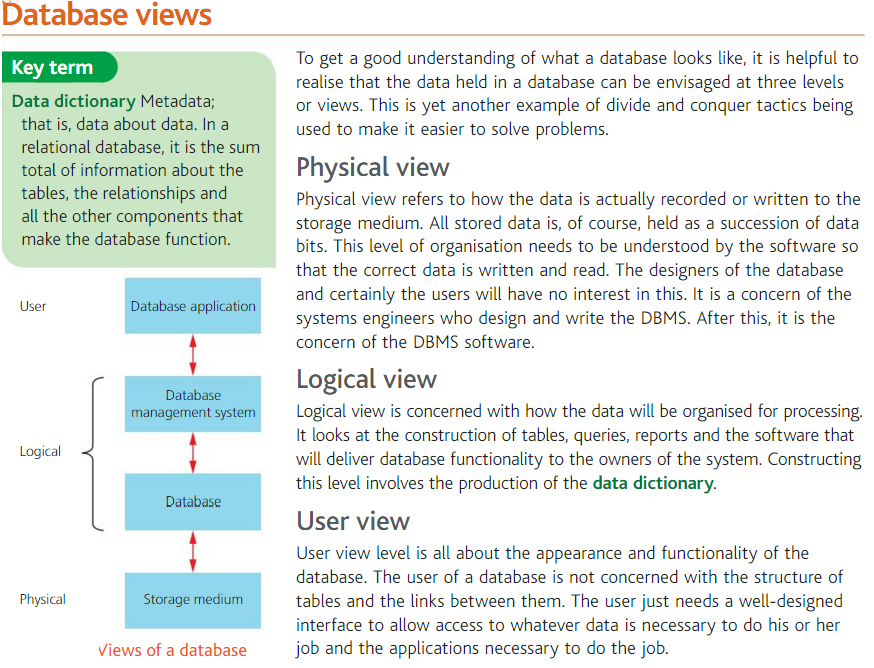 Database views
Key term
Data dictionary Metadata;
that is, data about data. In a
relational database, it is the sum
total of information about the
tables, the relationships and
all the other components that
make the database function.
User
Database application
Logical
Database
management system
Database
Physical
Storage medium
Views of a database
To get a good understanding of what a database looks like, it is helpful to
realise that the data held in a database can be envisaged at three levels
or views. This is yet another example of divide and conquer tactics being
used to make it easier to solve problems.
Physical view
Physical view refers to how the data is actually recorded or written to the
storage medium. All stored data is, of course, held as a succession of data
bits. This level of organisation needs to be understood by the software so
that the correct data is written and read. The designers of the database
and certainly the users will have no interest in this. It is a concern of the
systems engineers who design and write the DBMS. After this, it is the
concern of the DBMS software.
Logical view
Logical view is concerned with how the data will be organised for processing.
It looks at the construction of tables, queries, reports and the software that
will deliver database functionality to the owners of the system. Constructing
this level involves the production of the data dictionary.
User view
User view level is all about the appearance and functionality of the
database. The user of a database is not concerned with the structure of
tables and the links between them. The user just needs a well-designed
interface to allow access to whatever data is necessary to do his or her
job and the applications necessary to do the job.